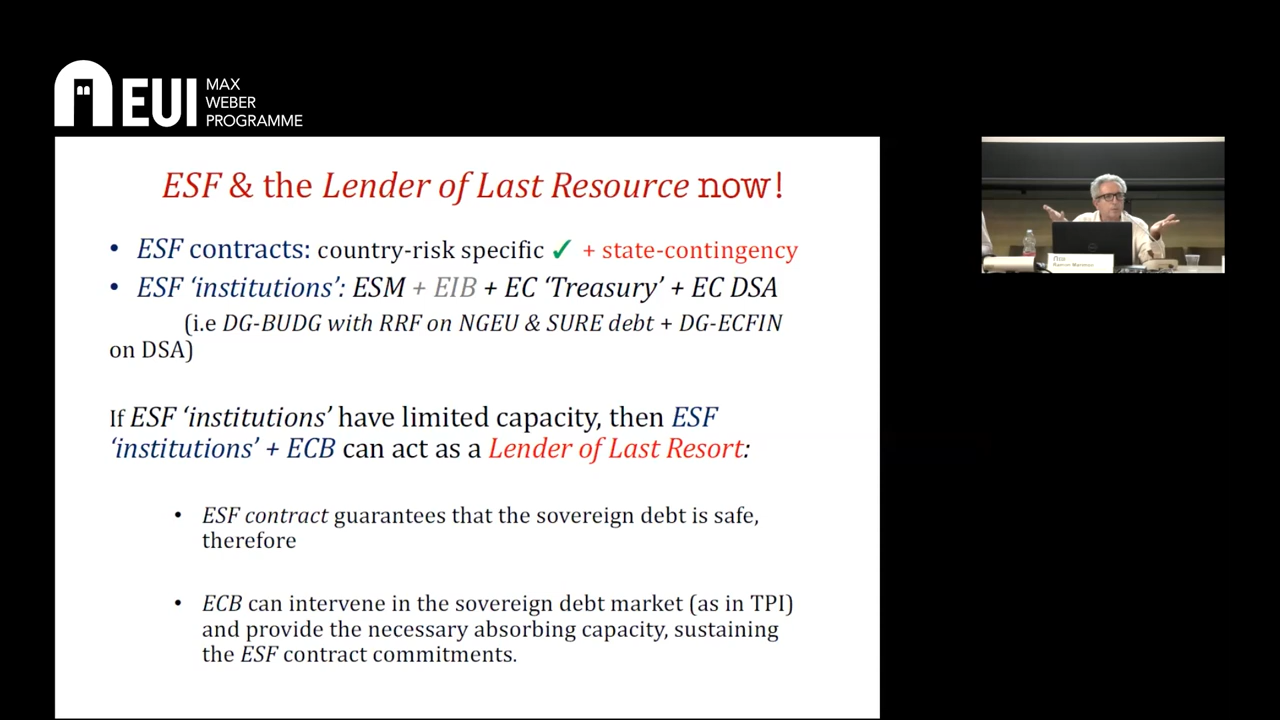 EUI
MAX
WEBER
PROGRAMME
ESF & the Lender of Last Resource now!
• ESF contracts: country-risk specific ✓ + state-contingency
• ESF ‘institutions’: ESM + EIB + EC ‘Treasury’ + EC DSA
(i.e DG-BUDG with RRF on NGEU & SURE debt + DG-ECFIN
on DSA)
If ESF ‘institutions’ have limited capacity, then ESF
‘institutions’ + ECB can act as a Lender of Last Resort:
• ESF contract guarantees that the sovereign debt is safe,
therefore
• ECB can intervene in the sovereign debt market (as in TPI)
and provide the necessary absorbing capacity, sustaining
the ESF contract commitments.